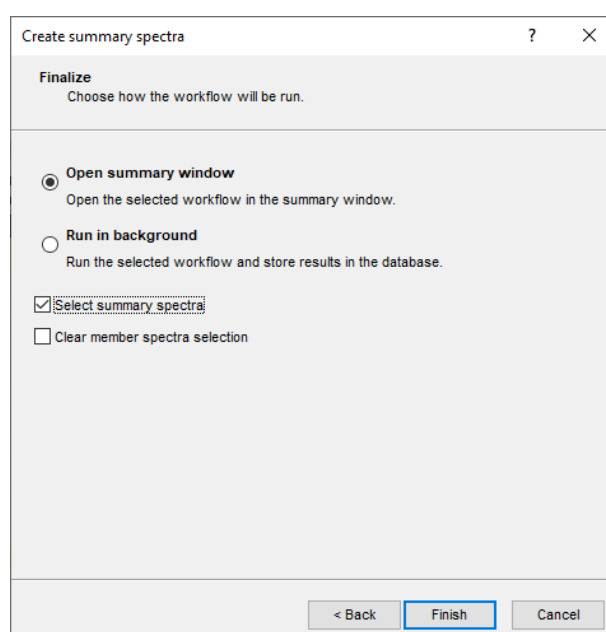 Create summary spectra ? ×
Finalize
Choose how the workflow will be run.
Open summary window
Open the selected workflow in the summary window.
Run in background
Run the selected workflow and store results in the database.
Select summary spectra
Clear member spectra selection
< Back Finish Cancel